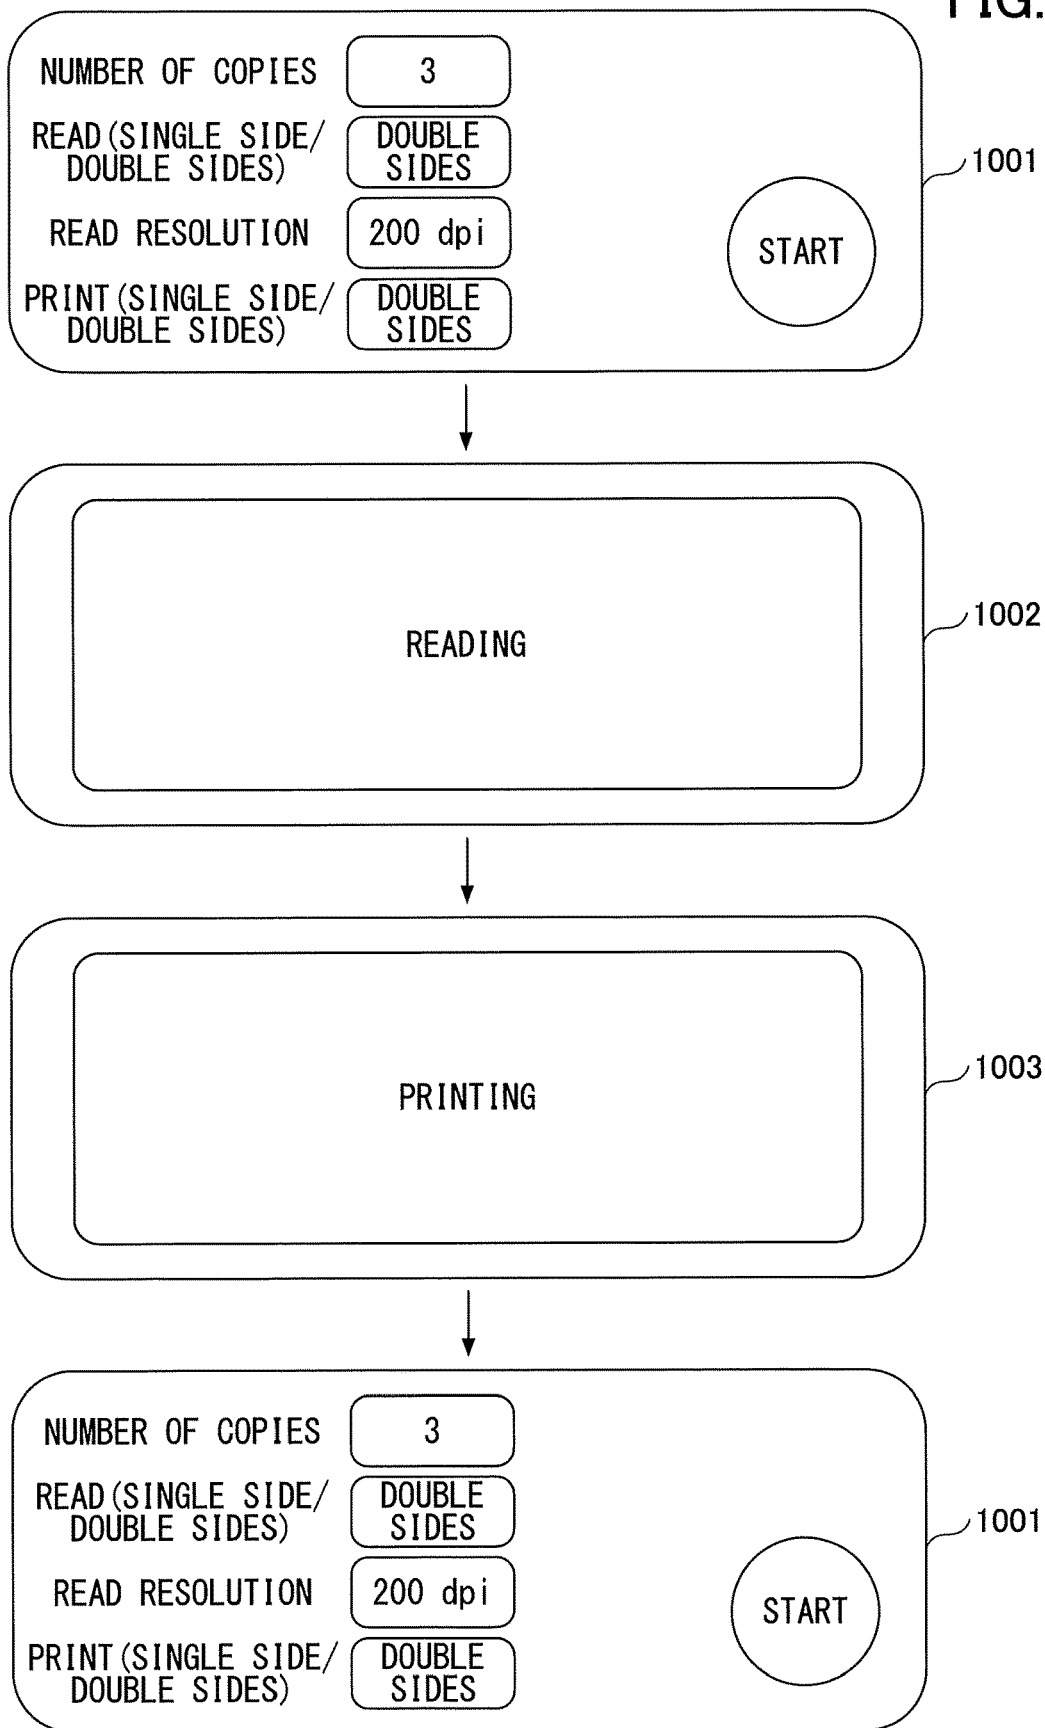 FIG.
NUMBER OF COPIES 3
READ(SINGLE SIDE/
DOUBLE SIDES)
DOUBLE
SIDES
1001
READ RESOLUTION 200 dpi
START
PRINT(SINGLE SIDE/
DOUBLE SIDES)
DOUBLE
SIDES
READING
1002
PRINTING
1003
NUMBER OF COPIES 3
READ(SINGLE SIDE/
DOUBLE SIDES)
DOUBLE
SIDES
1001
READ RESOLUTION 200 dpi
START
PRINT(SINGLE SIDE/
DOUBLE SIDES)
DOUBLE
SIDES